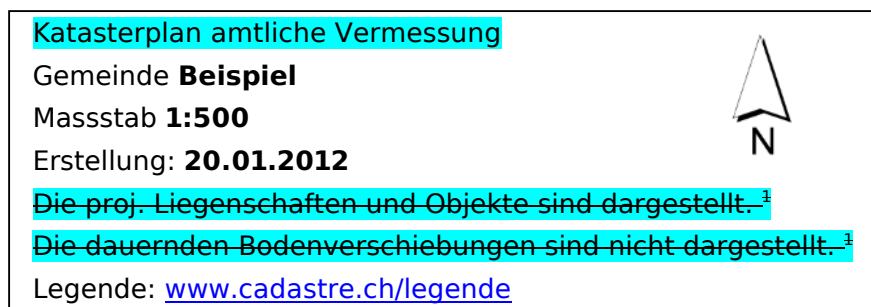 Katasterplan amtliche Vermessung
Gemeinde Beispiel
Massstab 1:500
Erstellung: 20.01.2012
N
Die proj. Liegenschaften und Objekte sind dargestellt. ¹
Die dauernden Bodenverschiebungen sind nicht dargestellt. ¹
Legende: www.cadastre.ch/legende